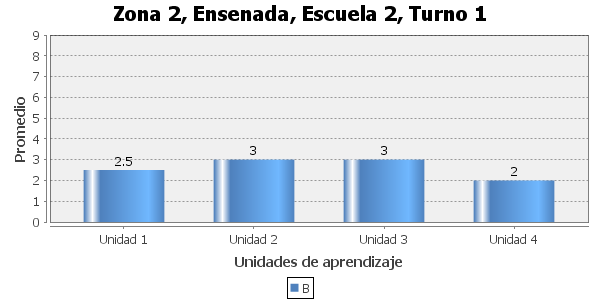 Zona 2, Ensenada, Escuela 2, Turno 1
Promedio
9
8
7
6
5
4
3
2
1
0
2.5
3
3
2
Unidad 1
Unidad 2
Unidad 3
Unidad 4
Unidades de aprendizaje
B